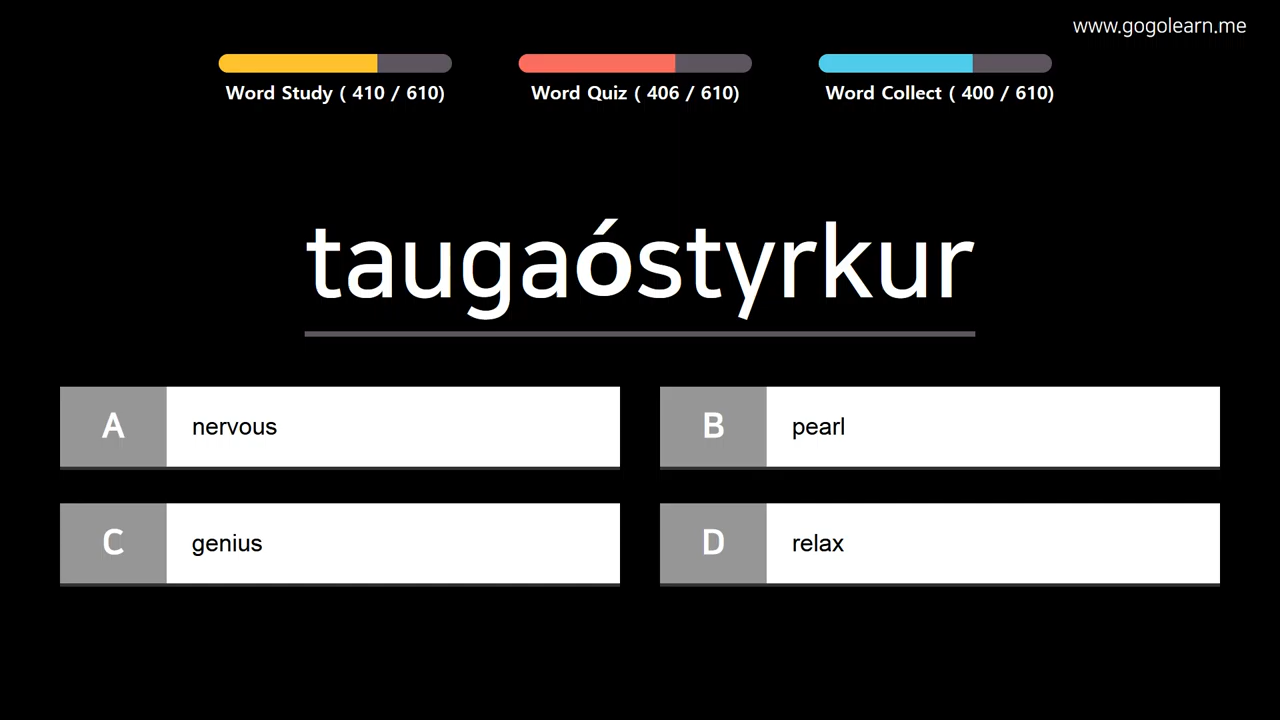 www.gogolearn.me
Word Study ( 410 / 610)
Word Quiz ( 406 / 610)
Word Collect ( 400 / 610)
taugaóstyrkur
A nervous
B pearl
C genius
D relax